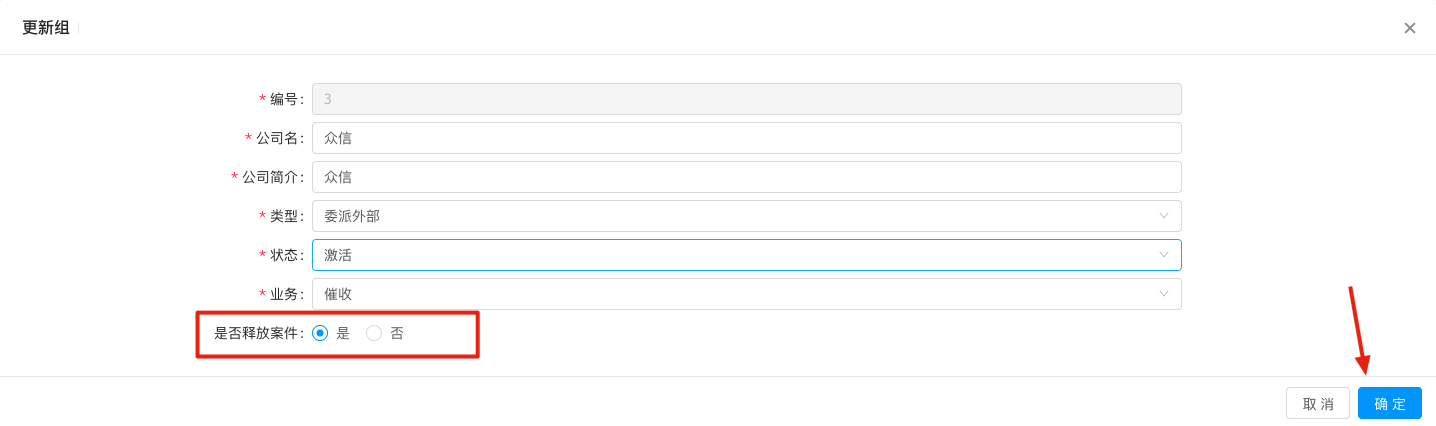 更新组
* 编号: 3
* 公司名: 众信
* 公司简介: 众信
* 类型: 委派外部
* 状态: 激活
* 业务: 催收
是否释放案件: 是 否
取 消 确 定